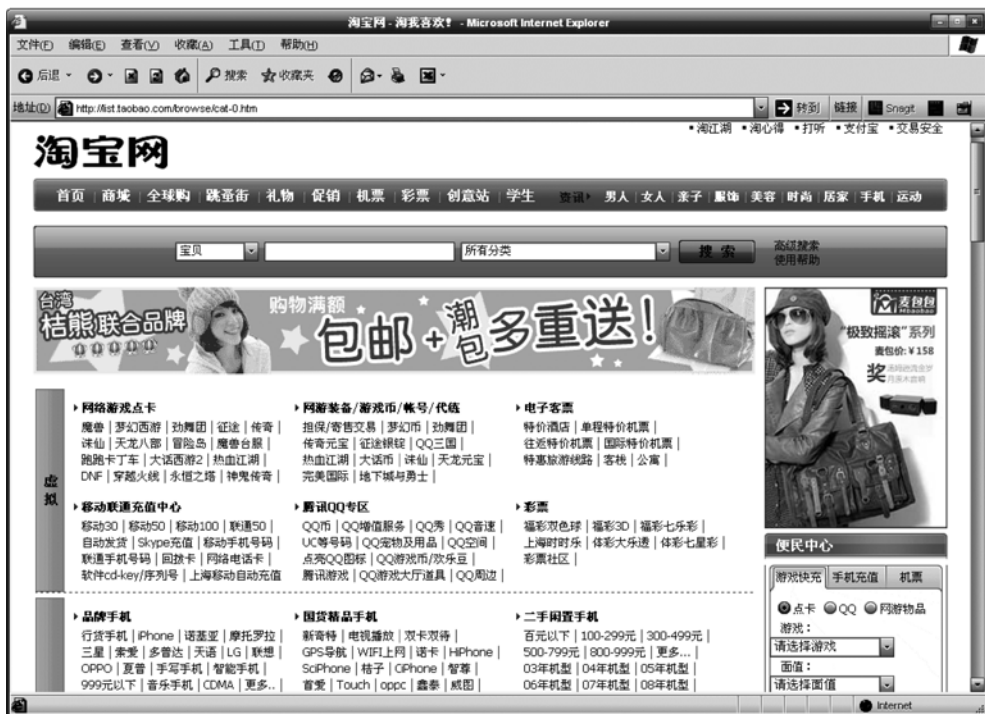 淘宝网 - 淘我喜欢! - Microsoft Internet Explorer
文件(F) 编辑(E) 查看(V) 收藏(A) 工具(T) 帮助(H)
后退 搜索 收藏夹
地址(D) http://list.taobao.com/browse/cat-0.htm 转到 链接 SnagIt
▪淘江湖 ▪淘心得 ▪打听 ▪支付宝 ▪交易安全
淘宝网
首页 | 商城 | 全球购 | 跳蚤街 | 礼物 | 促销 | 机票 | 彩票 | 创意站 | 学生 资讯 男人 | 女人 | 亲子 | 服饰 | 美容 | 时尚 | 居家 | 手机 | 运动
宝贝 所有分类 搜索 高级搜索
使用帮助
台湾
桔熊联合品牌
购物满额
包邮+潮包多重送!
麦包包
Mbaobao
"极致摇滚"系列
麦包价:¥158
奖
网络游戏点卡
魔兽 | 梦幻西游 | 劲舞团 | 征途 | 传奇 |
诛仙 | 天龙八部 | 冒险岛 | 魔兽台服 |
跑跑卡丁车 | 大话西游2 | 热血江湖 |
DNF | 穿越火线 | 永恒之塔 | 神鬼传奇 |
网游装备/游戏币/帐号/代练
担保/寄售交易 | 梦幻币 | 劲舞团 |
传奇元宝 | 征途银锭 | QQ三国 |
热血江湖 | 大话币 | 诛仙 | 天龙元宝 |
完美国际 | 地下城与勇士 |
电子客票
特价酒店 | 单程特价机票 |
往返特价机票 | 国际特价机票 |
特惠旅游线路 | 客栈 | 公寓 |
虚拟
移动联通充值中心
移动30 | 移动50 | 移动100 | 联通50 |
自动发货 | Skype充值 | 移动手机号码 |
联通手机号码 | 回拨卡 | 网络电话卡 |
软件cd-key/序列号 | 上海移动自动充值
腾讯QQ专区
QQ币 | QQ增值服务 | QQ秀 | QQ音速 |
UC等号码 | QQ宠物及用品 | QQ空间 |
点亮QQ图标 | QQ游戏币/欢乐豆 |
腾讯游戏 | QQ游戏大厅道具 | QQ周边 |
彩票
福彩双色球 | 福彩3D | 福彩七乐彩 |
上海时时乐 | 体彩大乐透 | 体彩七星彩 |
彩票社区 |
品牌手机
行货手机 | iPhone | 诺基亚 | 摩托罗拉 |
三星 | 索爱 | 多普达 | 天语 | LG | 联想 |
OPPO | 夏普 | 手写手机 | 智能手机 |
999元以下 | 音乐手机 | CDMA | 更多.. |
国货精品手机
新奇特 | 电视播放 | 双卡双待 |
GPS导航 | WIFI上网 | 诺卡 | HiPhone |
SciPhone | 桔子 | CiPhone | 智尊 |
首爱 | Touch | oppc | 鑫泰 | 威图 |
二手闲置手机
百元以下 | 100-299元 | 300-499元 |
500-799元 | 800-999元 | 更多... |
03年机型 | 04年机型 | 05年机型 |
06年机型 | 07年机型 | 08年机型 |
便民中心
游戏快充 手机充值 机票
点卡 QQ 网游物品
游戏:
请选择游戏
面值:
请选择面值
Internet